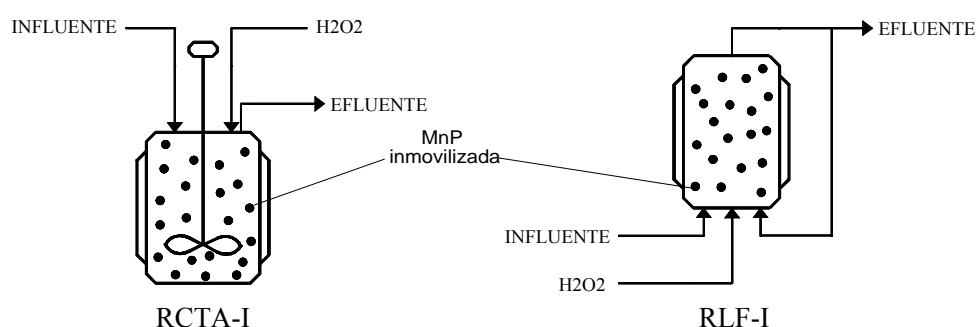 INFLUENTE
H2O2
EFLUENTE
MnP
inmovilizada
RCTA-I
EFLUENTE
INFLUENTE
H2O2
RLF-I